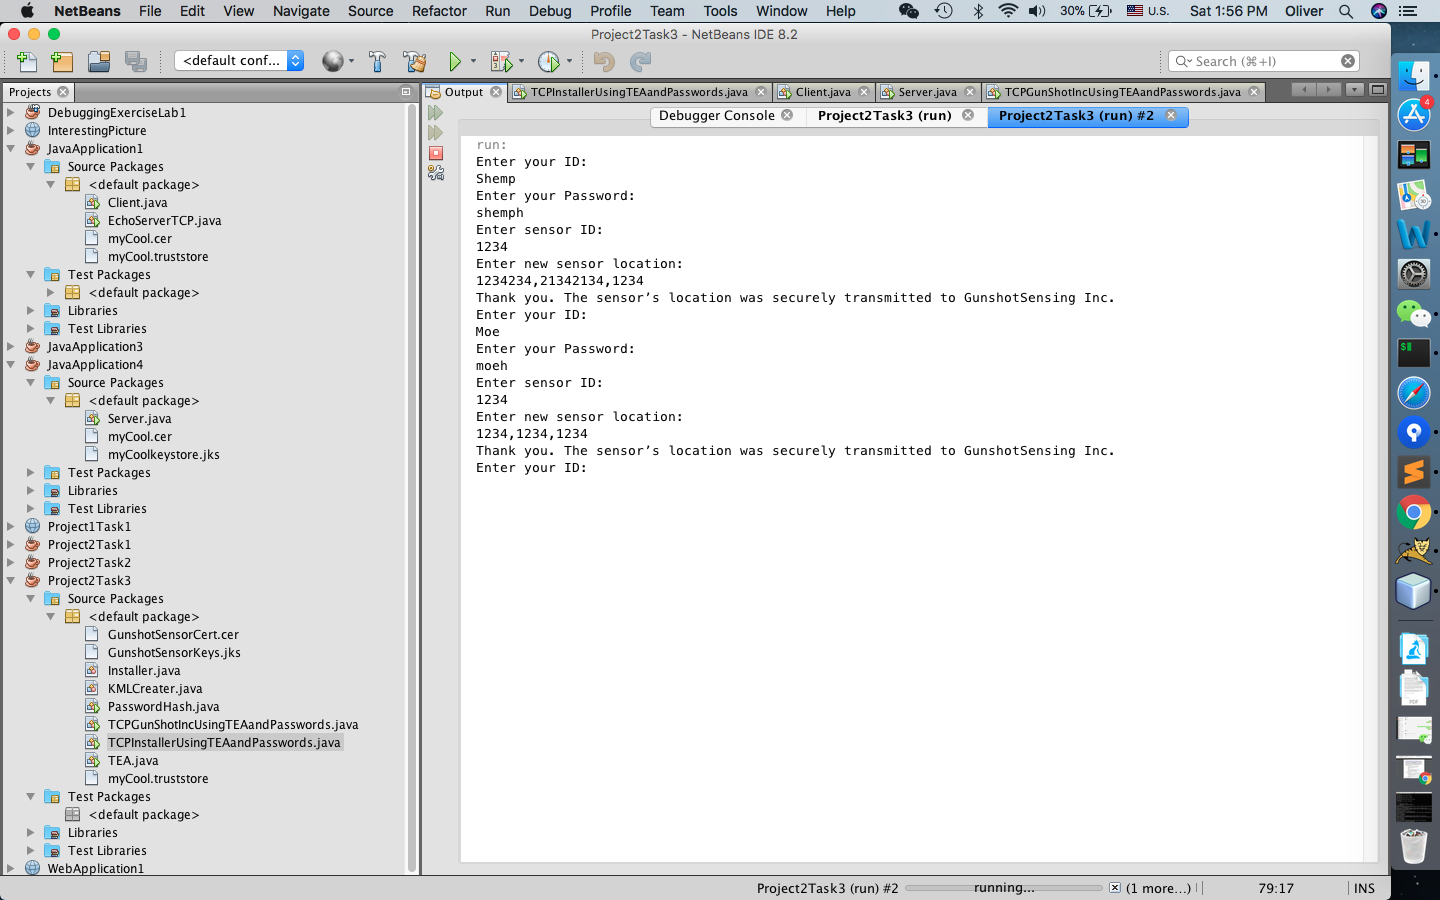 NetBeans File Edit View Navigate Source Refactor Run Debug Profile Team Tools Window Help 30% U.S. Sat 1:56 PM Oliver
Project2Task3 - NetBeans IDE 8.2
<default conf... Search (⌘+I)
Projects
DebuggingExerciseLab1
InterestingPicture
JavaApplication1
Source Packages
<default package>
Client.java
EchoServerTCP.java
myCool.cer
myCool.truststore
Test Packages
<default package>
Libraries
Test Libraries
JavaApplication3
JavaApplication4
Source Packages
<default package>
Server.java
myCool.cer
myCoolkeystore.jks
Test Packages
Libraries
Test Libraries
Project1Task1
Project2Task1
Project2Task2
Project2Task3
Source Packages
<default package>
GunshotSensorCert.cer
GunshotSensorKeys.jks
Installer.java
KMLCreater.java
PasswordHash.java
TCPGunShotIncUsingTEAandPasswords.java
TCPInstallerUsingTEAandPasswords.java
TEA.java
myCool.truststore
Test Packages
<default package>
Libraries
Test Libraries
WebApplication1
Output TCPInstallerUsingTEAandPasswords.java Client.java Server.java TCPGunShotIncUsingTEAandPasswords.java
Debugger Console Project2Task3 (run) Project2Task3 (run) #2
run:
Enter your ID:
Shemp
Enter your Password:
shemph
Enter sensor ID:
1234
Enter new sensor location:
1234234,21342134,1234
Thank you. The sensor’s location was securely transmitted to GunshotSensing Inc.
Enter your ID:
Moe
Enter your Password:
moeh
Enter sensor ID:
1234
Enter new sensor location:
1234,1234,1234
Thank you. The sensor’s location was securely transmitted to GunshotSensing Inc.
Enter your ID:
Project2Task3 (run) #2 running... (1 more...) 79:17 INS
4
$
PDF